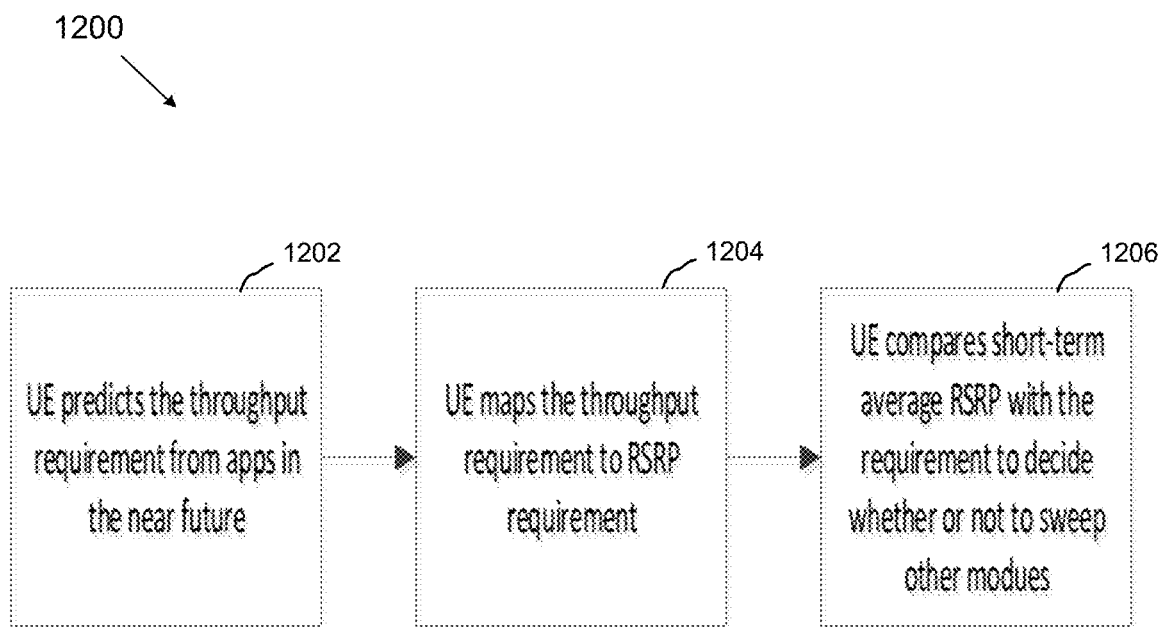 1200
1202
UE predicts the throughput
requirement from apps in
the near future
1204
UE maps the throughput
requirement to RSRP
requirement
1206
UE compares short-term
average RSRP with the
requirement to decide
whether or not to sweep
other modues